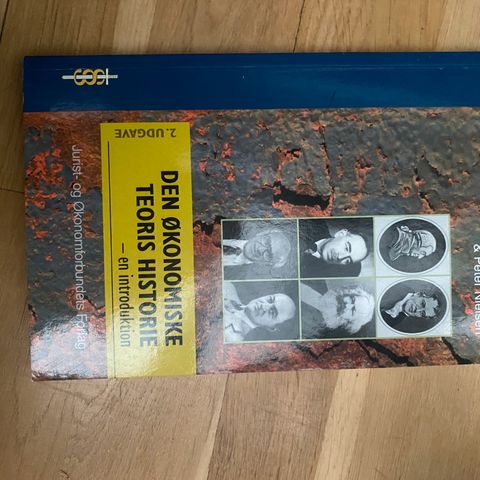 & Peter Nielsen
DEN ØKONOMISKE
TEORIS HISTORIE
– en introduktion
2. UDGAVE
Jurist- og Økonomforbundets Forlag